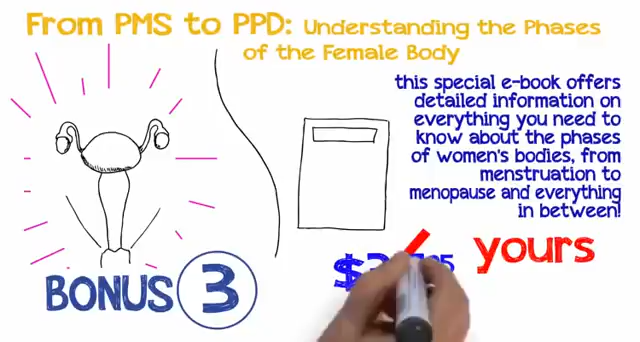 From PMS to PPD: Understanding the Phases
of the Female Body
this special e-book offers
detailed information on
everything you need to
know about the phases
of women's bodies, from
menstruation to
menopause and everything
in between!
yours
BONUS 3